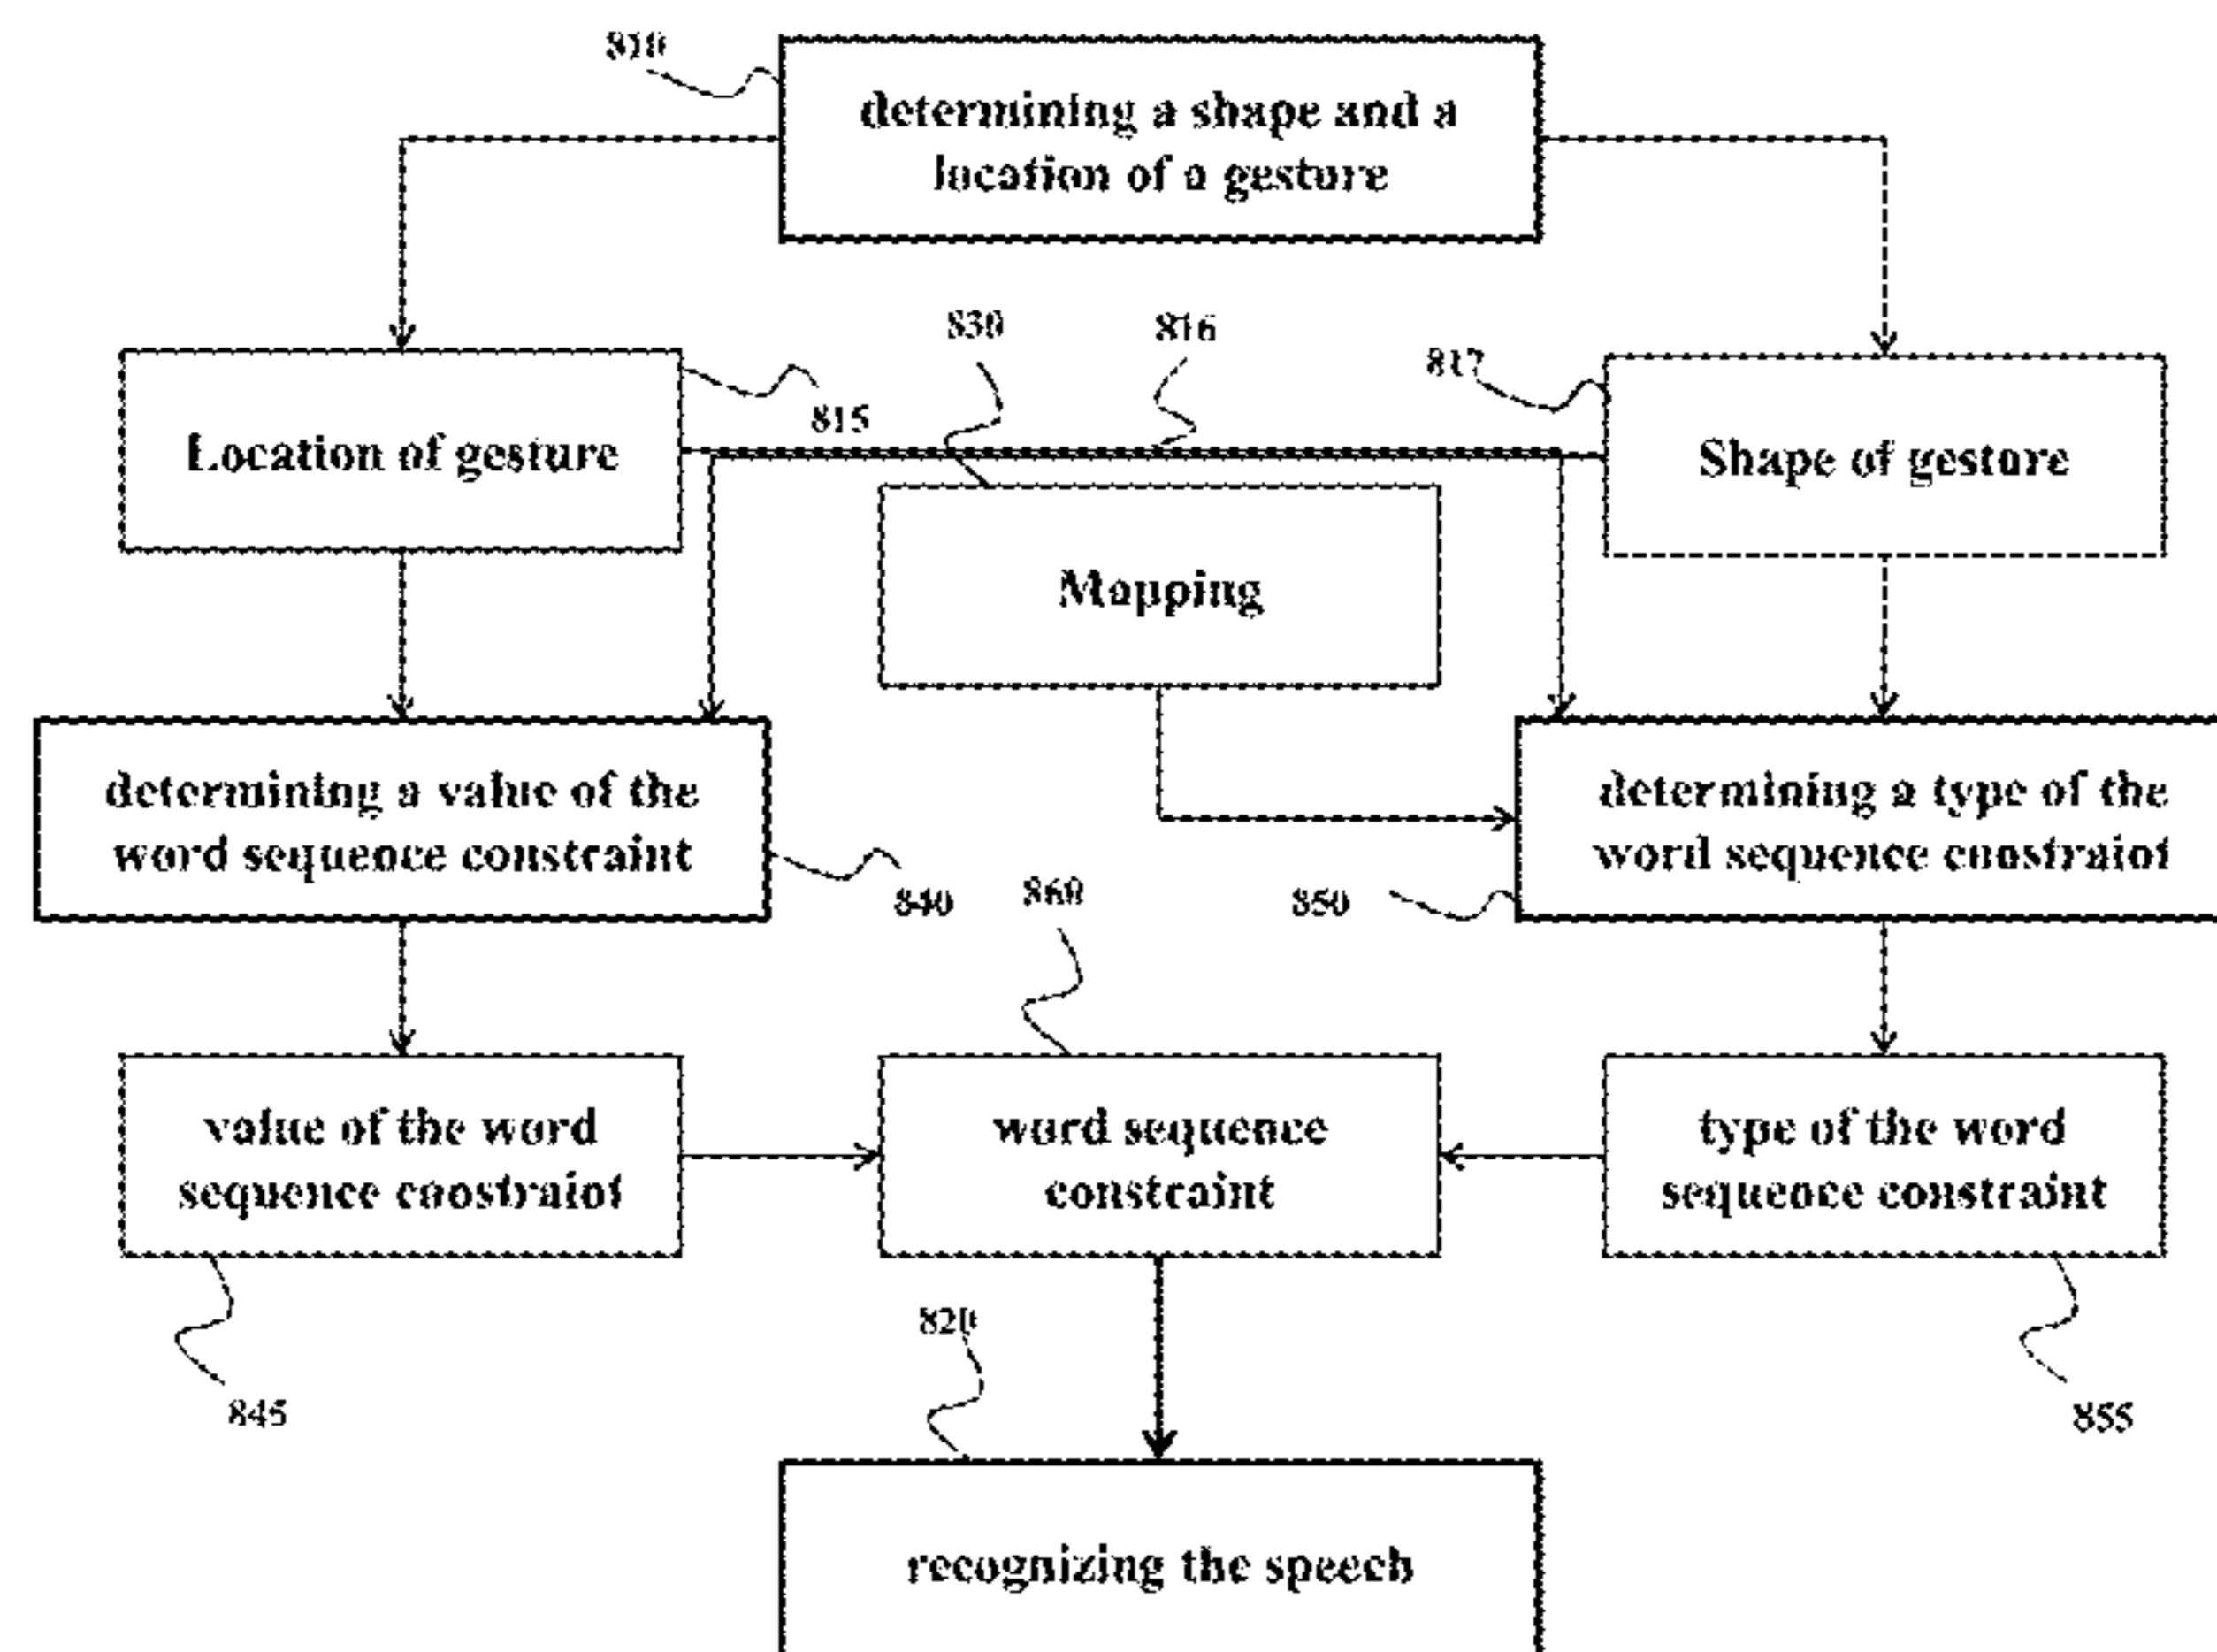 810
determining a shape and a
location of a gesture
830
816
817
815
Location of gesture
Shape of gesture
Mapping
determining a value of the
word sequence constraint
determining a type of the
word sequence constraint
840
860
850
value of the word
sequence constraint
word sequence
constraint
type of the word
sequence constraint
820
845
855
recognizing the speech